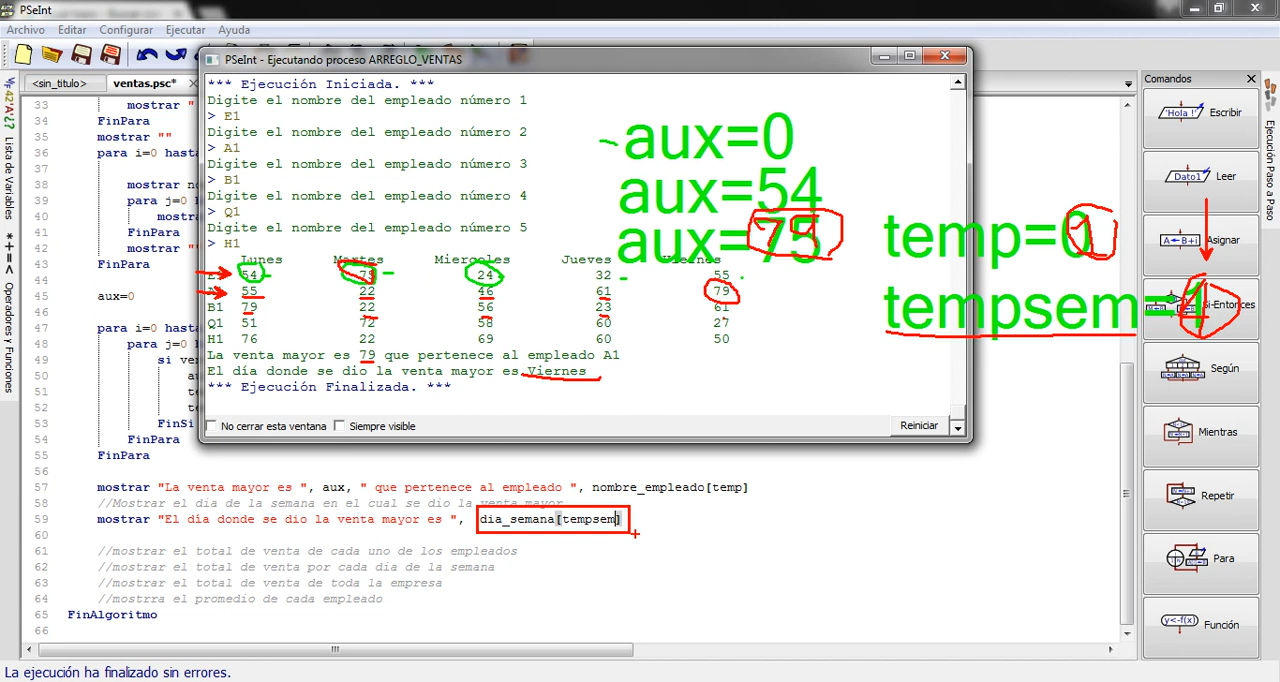 PSeInt
Archivo Editar Configurar Ejecutar Ayuda
<sin_titulo> ventas.psc*
Lista de Variables
Operadores y Funciones
33 mostrar "
34 FinPara
35 mostrar ""
36 para i=0 hasta
37
38 mostrar no
39 para j=0 h
40 mostra
41 FinPara
42 mostrar ""
43 FinPara
44
45 aux=0
46
47 para i=0 hasta
48 para j=0 h
49 si ver
50 au
51 te
52 te
53 FinSi
54 FinPara
55 FinPara
56
57 mostrar "La venta mayor es ", aux, " que pertenece al empleado ", nombre_empleado[temp]
58 //Mostrar el dia de la semana en el cual se dio la venta mayor
59 mostrar "El día donde se dio la venta mayor es ", dia_semana[tempsem]
60
61 //mostrar el total de venta de cada uno de los empleados
62 //mostrar el total de venta por cada dia de la semana
63 //mostrar el total de venta de toda la empresa
64 //mostrra el promedio de cada empleado
65 FinAlgoritmo
66
PSeInt - Ejecutando proceso ARREGLO_VENTAS
*** Ejecución Iniciada. ***
Digite el nombre del empleado número 1
> E1
Digite el nombre del empleado número 2
> A1
Digite el nombre del empleado número 3
> B1
Digite el nombre del empleado número 4
> Q1
Digite el nombre del empleado número 5
> H1
Lunes Martes Miercoles Jueves Viernes
54 73 24 32 55
55 22 46 61 79
B1 79 22 56 23 61
Q1 51 72 58 60 27
H1 76 22 69 60 50
La venta mayor es 79 que pertenece al empleado A1
El día donde se dio la venta mayor es Viernes
*** Ejecución Finalizada. ***
No cerrar esta ventana Siempre visible Reiniciar
aux=0
aux=54
aux=75
temp=
tempsem=4
Comandos
Escribir
Leer
Asignar
Si-Entonces
Según
Mientras
Repetir
Para
Función
'Hola !'
Dato1
A←B+i
y<-f(x)
Ejecución Paso a Paso
La ejecución ha finalizado sin errores.